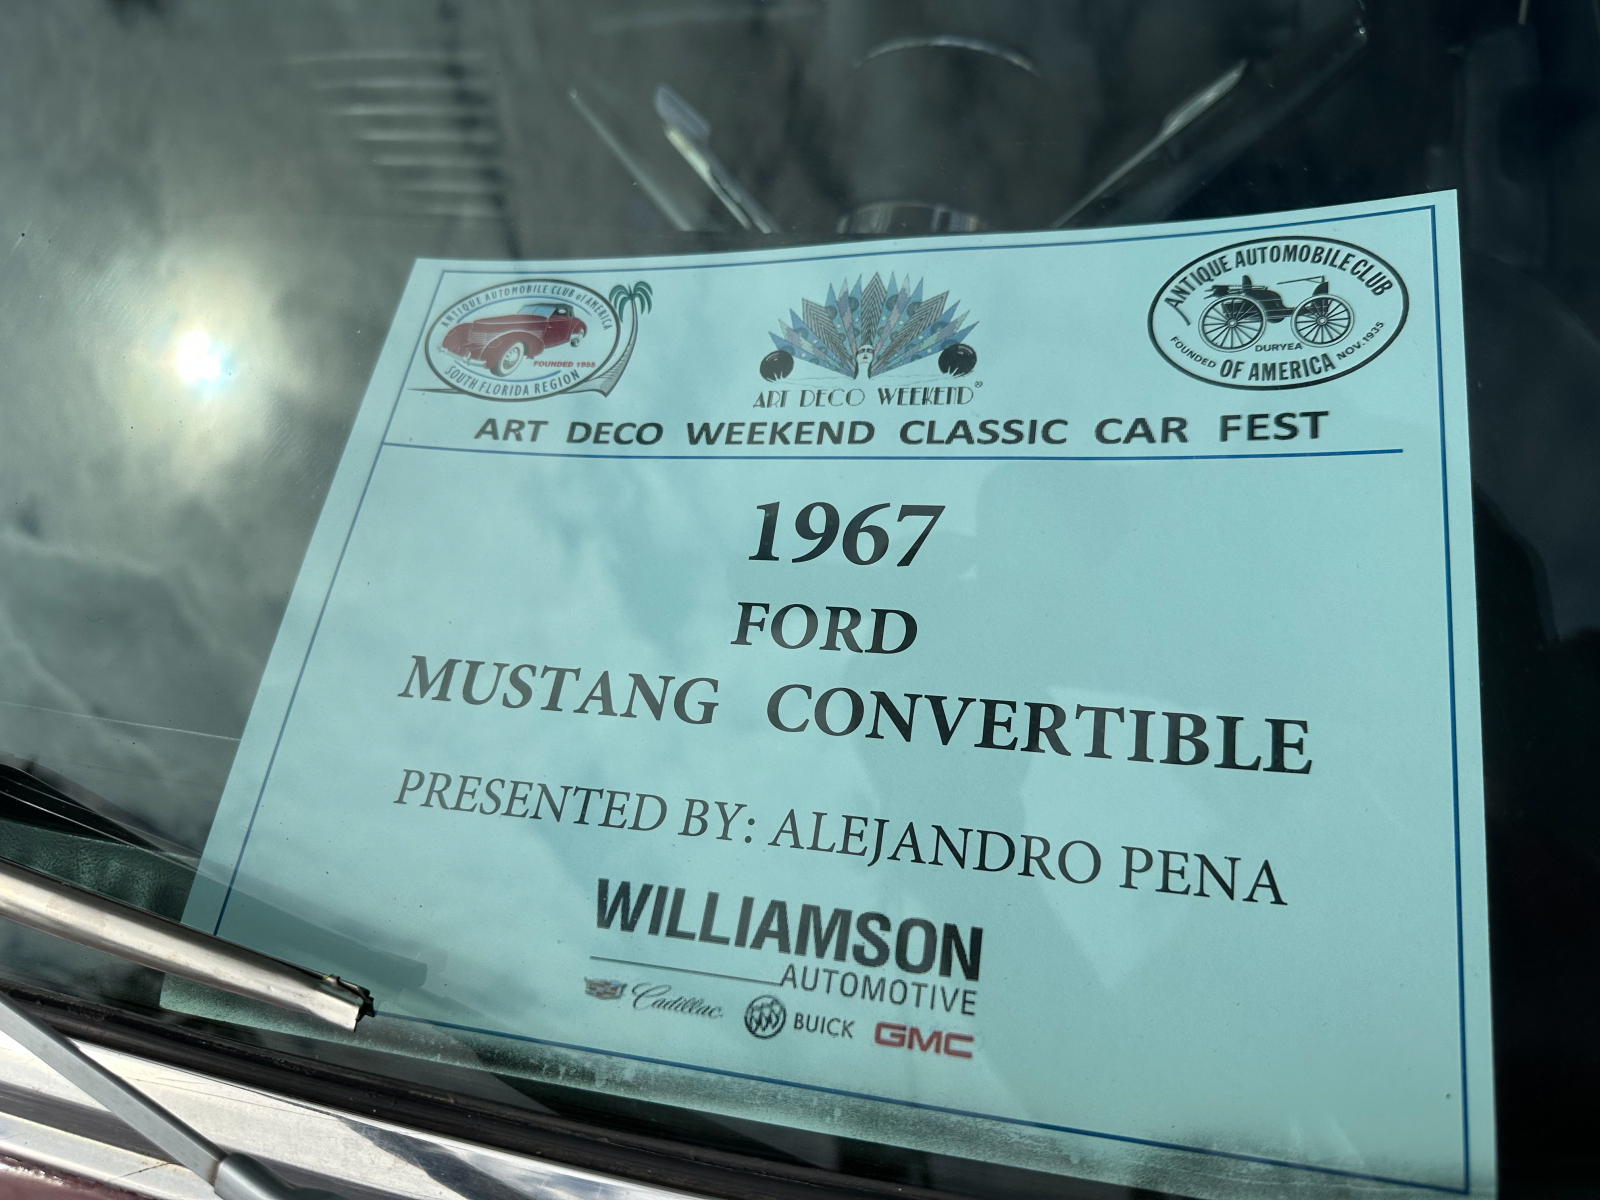 ANTIQUE AUTOMOBILE CLUB of AMERICA
FOUNDED 1955
SOUTH FLORIDA REGION
ART DECO WEEKEND®
ANTIQUE AUTOMOBILE CLUB
DURYEA
FOUNDED OF AMERICA NOV. 1935
ART DECO WEEKEND CLASSIC CAR FEST
1967
FORD
MUSTANG CONVERTIBLE
PRESENTED BY: ALEJANDRO PENA
WILLIAMSON
AUTOMOTIVE
Cadillac BUICK GMC